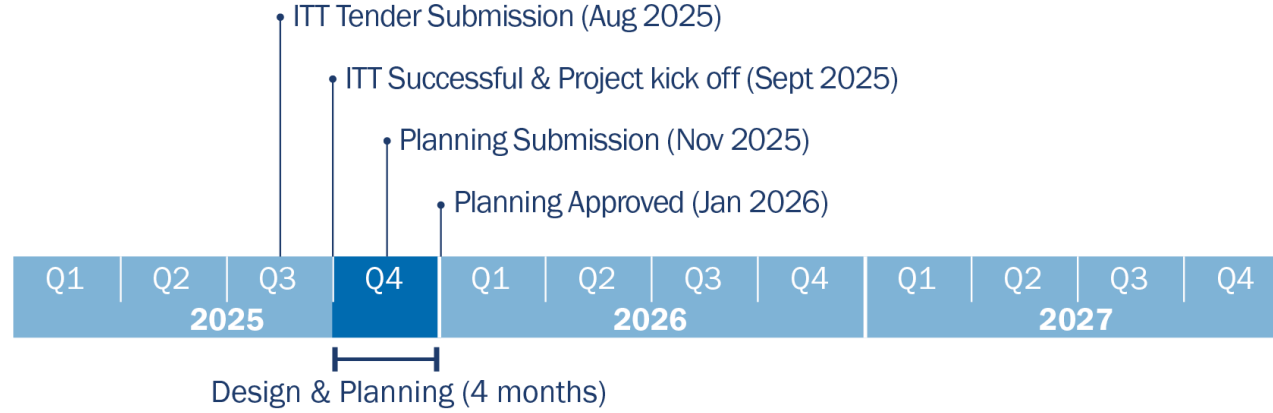 ITT Tender Submission (Aug 2025)
ITT Successful & Project kick off (Sept 2025)
Planning Submission (Nov 2025)
Planning Approved (Jan 2026)
Q1 Q2 Q3 Q4 Q1 Q2 Q3 Q4 Q1 Q2 Q3 Q4
2025 2026 2027
Design & Planning (4 months)